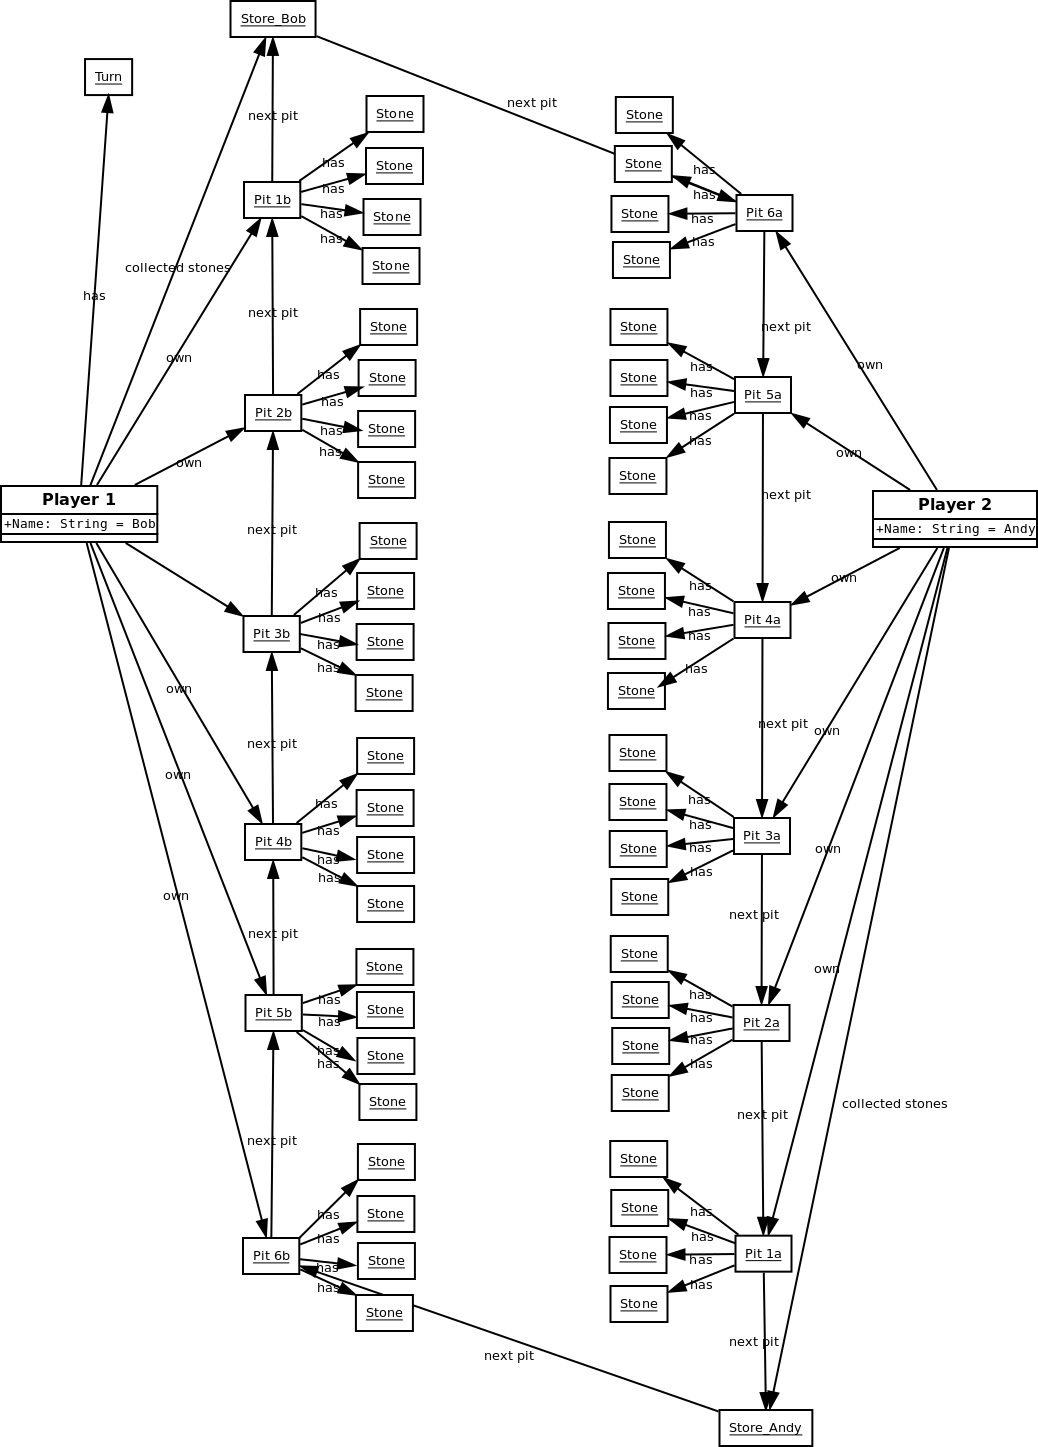 Store_Bob
Turn
next pit
next pit
Stone
Stone
has
has
Stone
Stone
has
has
Pit 1b
Pit 6a
Stone
Stone
has
has
has
has
Stone
Stone
collected stones
has
next pit
next pit
Stone
Stone
own
own
has
has
Stone
Stone
Pit 5a
has
has
Pit 2b
has
has
Stone
Stone
own
own
has
has
Stone
Stone
next pit
Player 1
+Name: String = Bob
Player 2
+Name: String = Andy
next pit
Stone
Stone
own
has
has
Stone
Stone
has
has
Pit 4a
Pit 3b
has
has
Stone
Stone
has
has
own
Stone
Stone
next pit
own
next pit
Stone
Stone
own
has
has
Stone
Stone
has
has
Pit 3a
Pit 4b
has
has
Stone
Stone
own
has
has
own
Stone
Stone
next pit
next pit
Stone
Stone
own
has
has
Stone
Stone
Pit 5b
Pit 2a
has
has
Stone
Stone
has
has
has
has
Stone
Stone
collected stones
next pit
next pit
Stone
Stone
has
has
Stone
Stone
has
has
Pit 6b
Pit 1a
Stone
Stone
has
has
has
has
Stone
Stone
next pit
next pit
Store_Andy